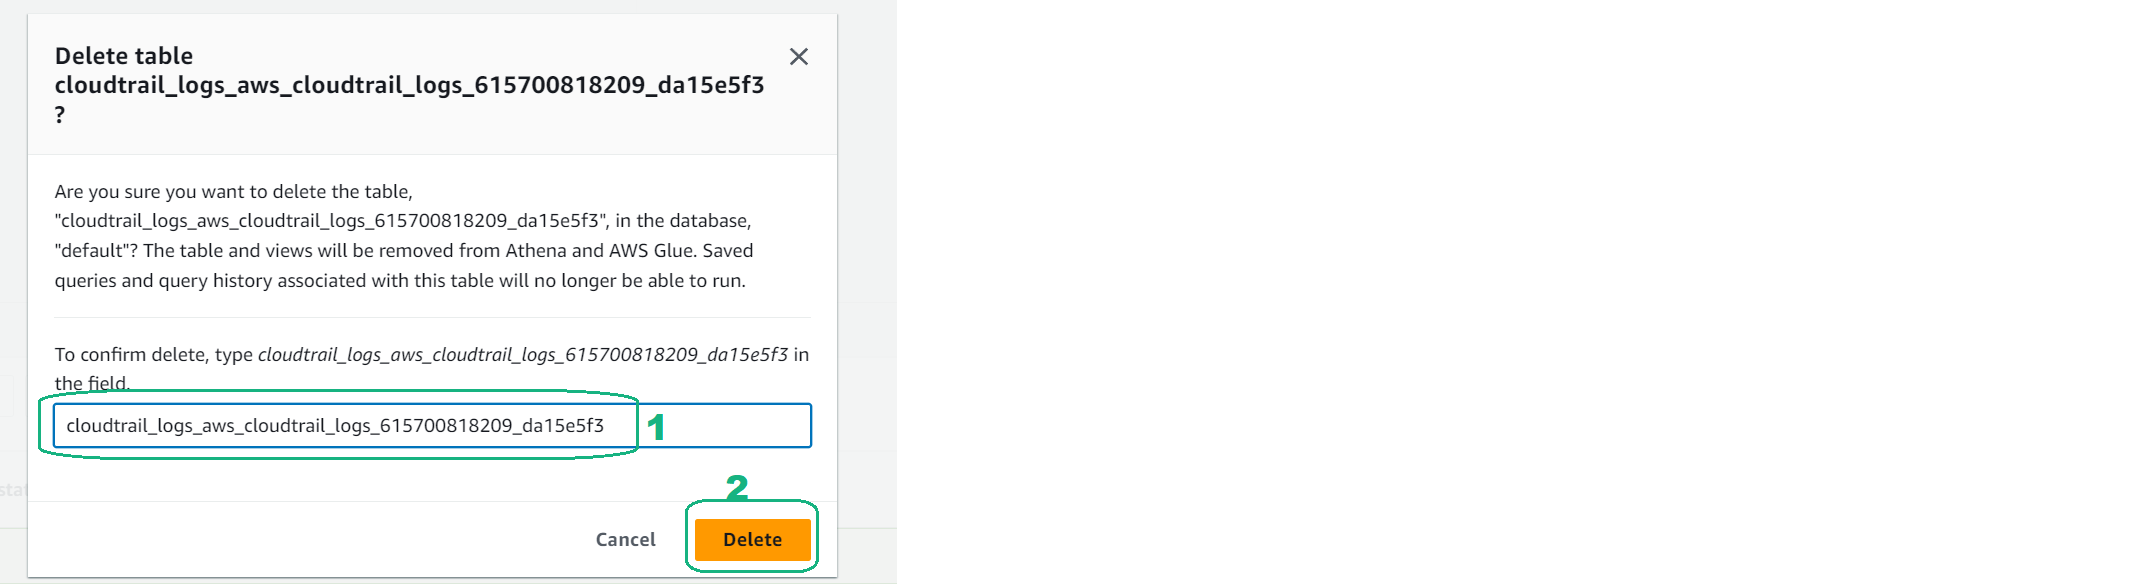 Delete table
cloudtrail_logs_aws_cloudtrail_logs_615700818209_da15e5f3
?
Are you sure you want to delete the table,
"cloudtrail_logs_aws_cloudtrail_logs_615700818209_da15e5f3", in the database,
"default"? The table and views will be removed from Athena and AWS Glue. Saved
queries and query history associated with this table will no longer be able to run.
To confirm delete, type cloudtrail_logs_aws_cloudtrail_logs_615700818209_da15e5f3 in
the field.
cloudtrail_logs_aws_cloudtrail_logs_615700818209_da15e5f3
1
2
Cancel
Delete